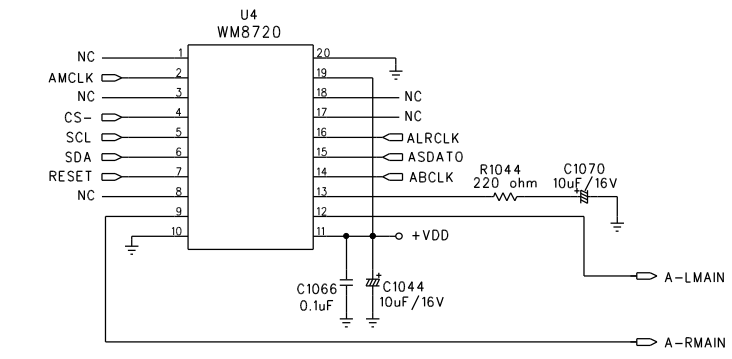 U4
WM8720
NC 1
AMCLK 2
NC 3
CS- 4
SCL 5
SDA 6
RESET 7
NC 8
9
10
20
19
18 NC
17 NC
16 ALRCLK
15 ASDATO
14 ABCLK
13
12
11 +VDD
R1044
220 ohm
C1070
+
10uF/16V
C1066
0.1uF
+
C1044
10uF/16V
A-LMAIN
A-RMAIN